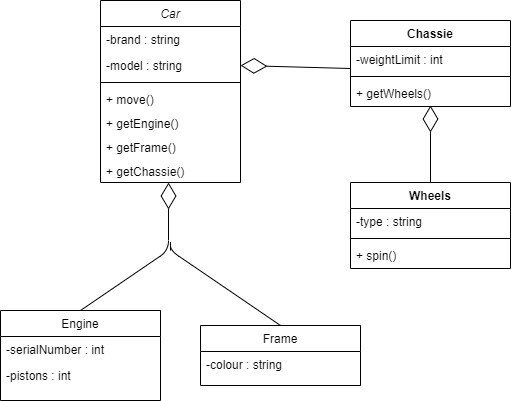 Car
-brand : string
-model : string
+ move()
+ getEngine()
+ getFrame()
+ getChassie()
Chassie
-weightLimit : int
+ getWheels()
Wheels
-type : string
+ spin()
Engine
-serialNumber : int
-pistons : int
Frame
-colour : string